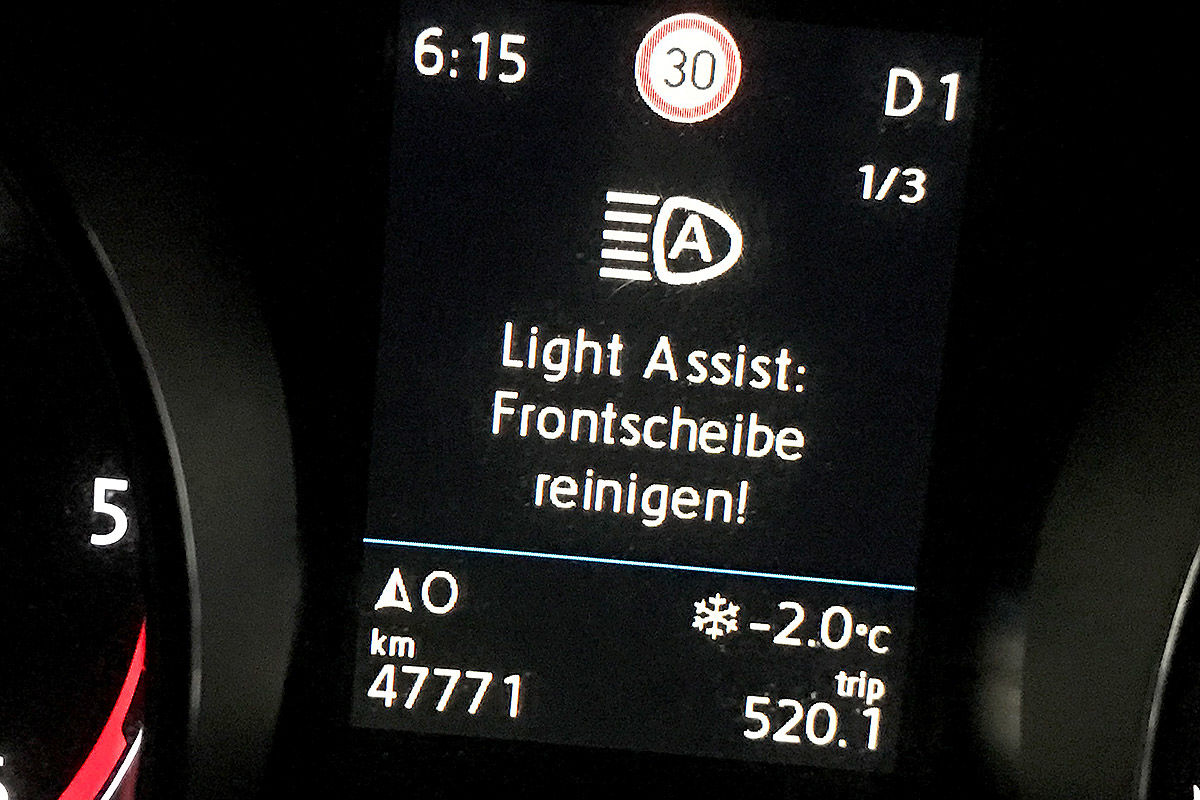 6:15
30
D 1
1/3
A
Light Assist:
Frontscheibe
reinigen!
5
O
-2.0°C
km
trip
47771
520.1